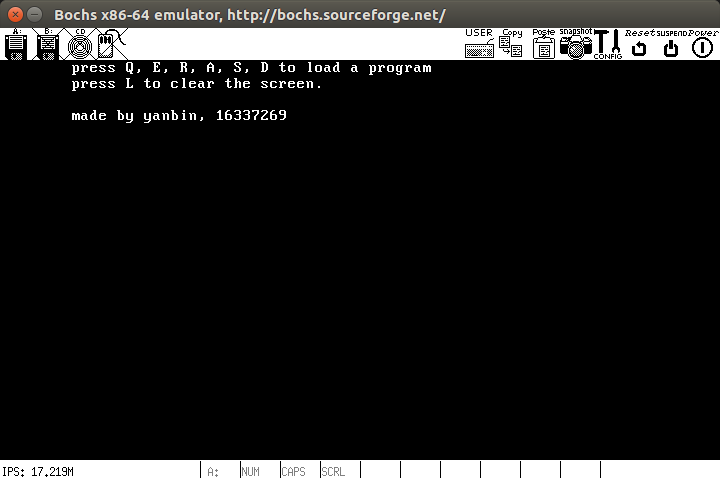 Bochs x86-64 emulator, http://bochs.sourceforge.net/
A: B: CD USER Copy Paste snapshot CONFIG Reset SUSPEND Power
press Q, E, R, A, S, D to load a program
press L to clear the screen.
made by yanbin, 16337269
IPS: 17.219M A: NUM CAPS SCRL